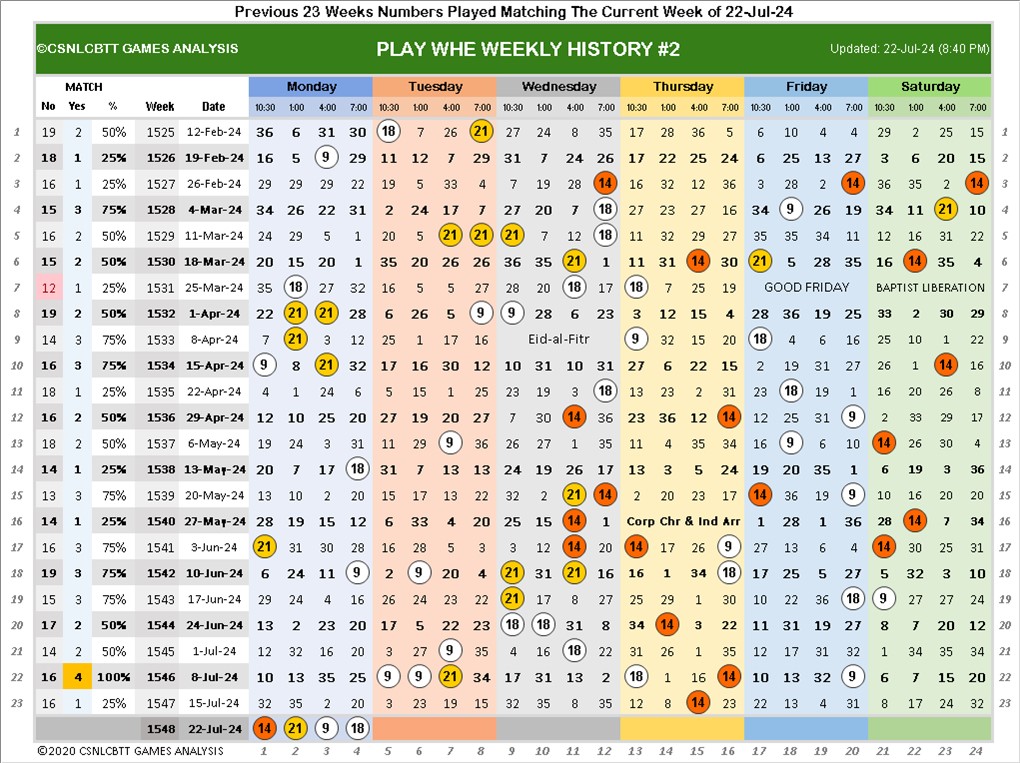 Previous 23 Weeks Numbers Played Matching The Current Week of 22-Jul-24
©CSNLCBTT GAMES ANALYSIS PLAY WHE WEEKLY HISTORY #2 Updated: 22-Jul-24 (8:40 PM)
MATCH Monday Tuesday Wednesday Thursday Friday Saturday
No Yes % Week Date 10:30 1:00 4:00 7:00 10:30 1:00 4:00 7:00 10:30 1:00 4:00 7:00 10:30 1:00 4:00 7:00 10:30 1:00 4:00 7:00 10:30 1:00 4:00 7:00
1 19 2 50% 1525 12-Feb-24 36 6 31 30 18 7 26 21 27 24 8 35 17 28 36 5 6 10 4 4 29 2 25 15 1
2 18 1 25% 1526 19-Feb-24 16 5 9 29 11 12 7 29 31 7 24 26 17 22 25 24 6 25 13 27 3 6 20 15 2
3 16 1 25% 1527 26-Feb-24 29 29 29 22 19 5 33 4 7 19 28 14 16 32 12 36 3 28 2 14 36 35 2 14 3
4 15 3 75% 1528 4-Mar-24 34 26 22 31 2 24 17 7 27 20 7 18 27 23 27 16 34 9 26 19 34 11 21 10 4
5 16 2 50% 1529 11-Mar-24 24 29 5 1 20 5 21 21 21 7 12 18 11 32 29 27 35 35 34 11 12 16 31 22 5
6 15 2 50% 1530 18-Mar-24 20 15 20 1 35 20 26 26 36 35 21 1 11 31 14 30 21 5 28 35 16 14 35 4 6
7 12 1 25% 1531 25-Mar-24 35 18 27 32 16 5 5 27 28 20 18 17 18 7 25 19 GOOD FRIDAY BAPTIST LIBERATION 7
8 19 2 50% 1532 1-Apr-24 22 21 21 28 6 26 5 9 9 28 6 23 3 12 15 4 28 36 19 25 33 2 30 29 8
9 14 3 75% 1533 8-Apr-24 7 21 3 12 25 1 17 16 Eid-al-Fitr 9 32 15 20 18 4 6 16 25 10 1 22 9
10 16 3 75% 1534 15-Apr-24 9 8 21 32 17 16 30 12 10 31 10 31 27 6 22 15 2 19 31 27 26 1 14 16 10
11 18 1 25% 1535 22-Apr-24 4 1 24 6 5 15 1 25 23 19 3 18 13 23 2 31 23 18 19 1 16 20 26 8 11
12 16 2 50% 1536 29-Apr-24 12 10 25 20 27 19 20 27 7 30 14 16 23 36 12 14 12 25 31 9 2 33 29 17 12
13 18 2 50% 1537 6-May-24 19 24 3 31 11 29 9 36 26 27 1 35 11 4 35 34 16 9 6 10 14 26 30 4 13
14 14 1 25% 1538 13-May-24 20 7 17 18 31 7 13 13 24 19 26 17 13 3 5 24 19 20 35 1 6 19 3 36 14
15 13 3 75% 1539 20-May-24 13 10 2 20 15 17 13 22 32 2 21 14 2 20 23 17 14 36 19 9 10 16 20 20 15
16 14 1 25% 1540 27-May-24 28 19 15 12 6 33 4 20 25 15 14 1 Corp Chr & Ind Arr 1 28 1 36 28 14 7 34 16
17 16 3 75% 1541 3-Jun-24 21 31 30 28 16 28 5 3 3 12 14 20 14 17 26 9 27 13 6 4 14 30 25 31 17
18 19 3 75% 1542 10-Jun-24 6 24 11 9 2 9 20 4 21 31 21 16 16 1 34 18 17 25 5 27 5 32 3 10 18
19 15 3 75% 1543 17-Jun-24 29 24 4 16 26 24 23 22 21 17 8 27 25 29 1 30 10 22 36 18 9 27 27 24 19
20 17 2 50% 1544 24-Jun-24 13 2 23 20 17 5 22 23 18 18 31 8 34 14 3 22 11 31 19 27 8 7 20 12 20
21 14 2 50% 1545 1-Jul-24 12 32 16 20 3 27 9 35 4 16 18 22 31 26 1 35 12 17 31 32 1 34 35 34 21
22 16 4 100% 1546 8-Jul-24 10 13 35 25 9 9 21 34 17 31 13 2 18 1 16 14 10 13 32 9 6 7 15 20 22
23 16 1 25% 1547 15-Jul-24 32 35 2 20 3 28 19 15 32 35 8 35 12 8 14 23 22 13 4 31 8 17 24 32 23
1548 22-Jul-24 14 21 9 18
©2020 CSNLCBTT GAMES ANALYSIS 1 2 3 4 5 6 7 8 9 10 11 12 13 14 15 16 17 18 19 20 21 22 23 24